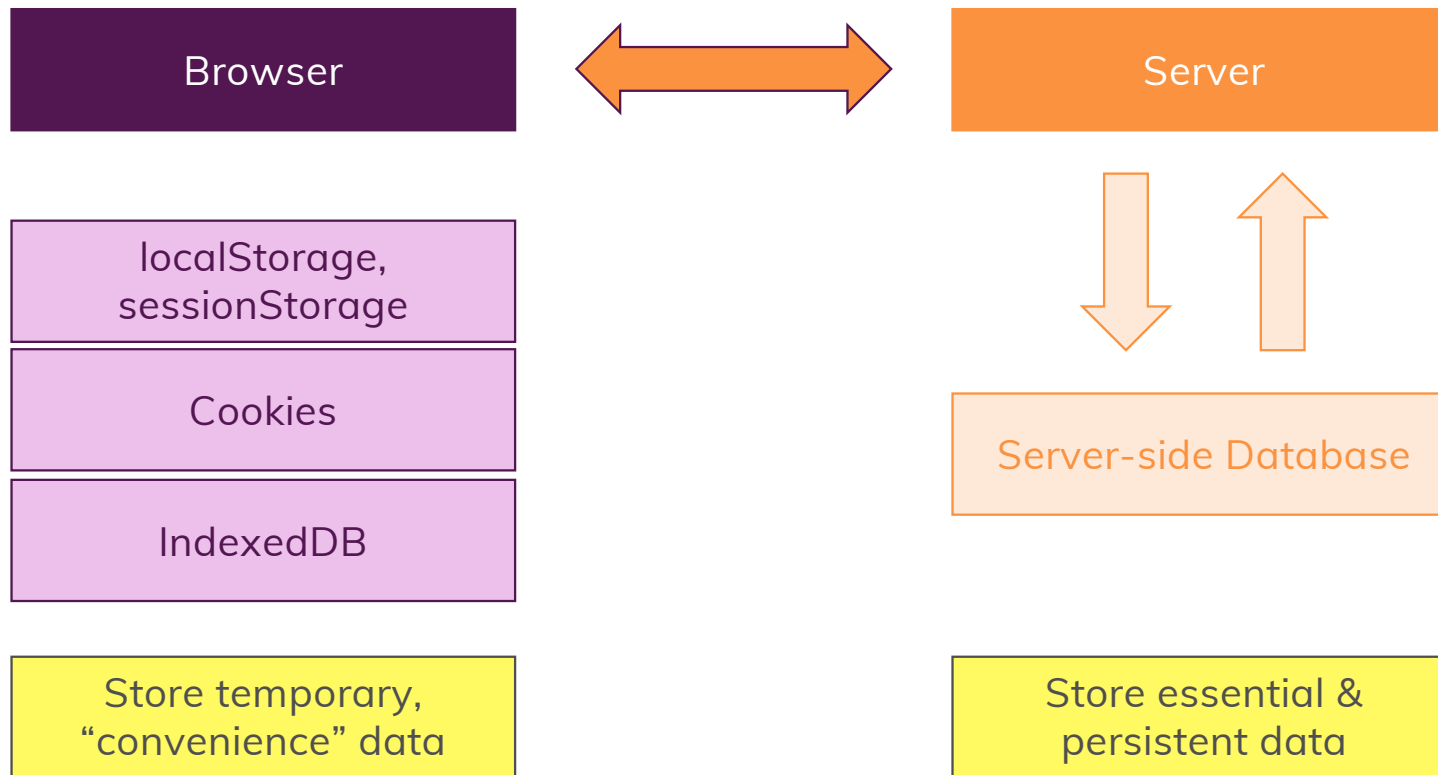 Browser
Server
localStorage,
sessionStorage
Cookies
IndexedDB
Server-side Database
Store temporary,
“convenience” data
Store essential &
persistent data